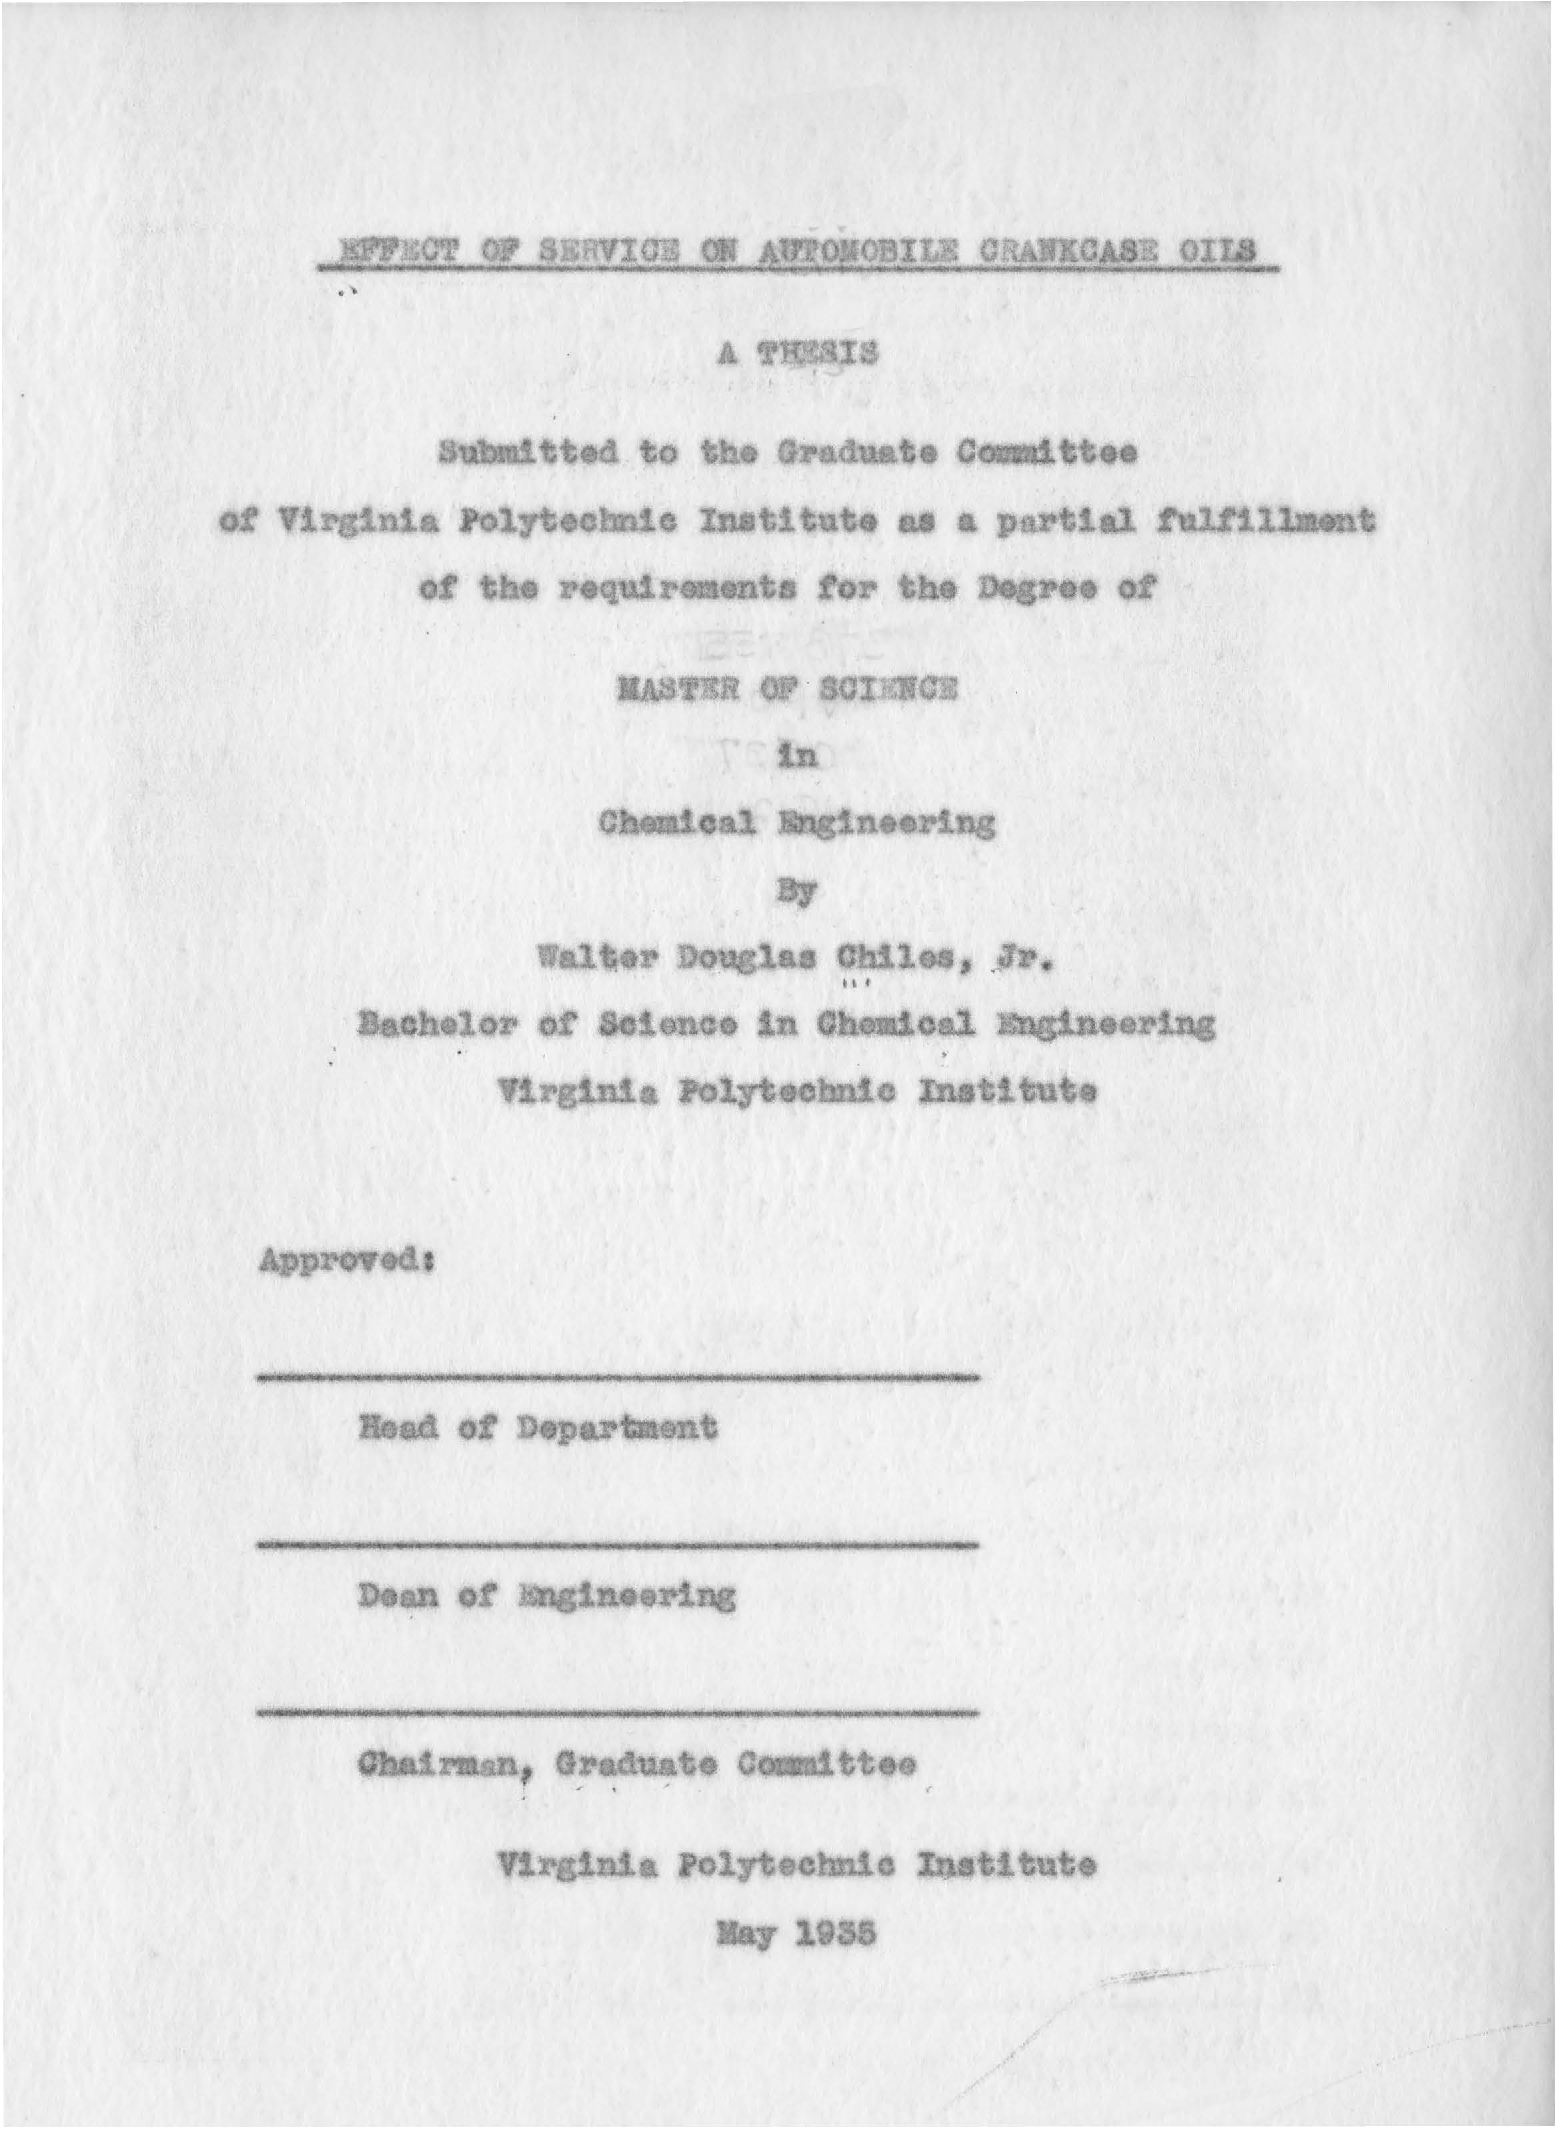 EFFECT OF SERVICE ON AUTOMOBILE CRANKCASE OILS
A THESIS
Submitted to the Graduate Committee
of Virginia Polytechnic Institute as a partial fulfillment
of the requirements for the Degree of
MASTER OF SCIENCE
in
Chemical Engineering
By
Walter Douglas Chiles, Jr.
Bachelor of Science in Chemical Engineering
Virginia Polytechnic Institute
Approved:
Head of Department
Dean of Engineering
Chairman, Graduate Committee
Virginia Polytechnic Institute
May 1935